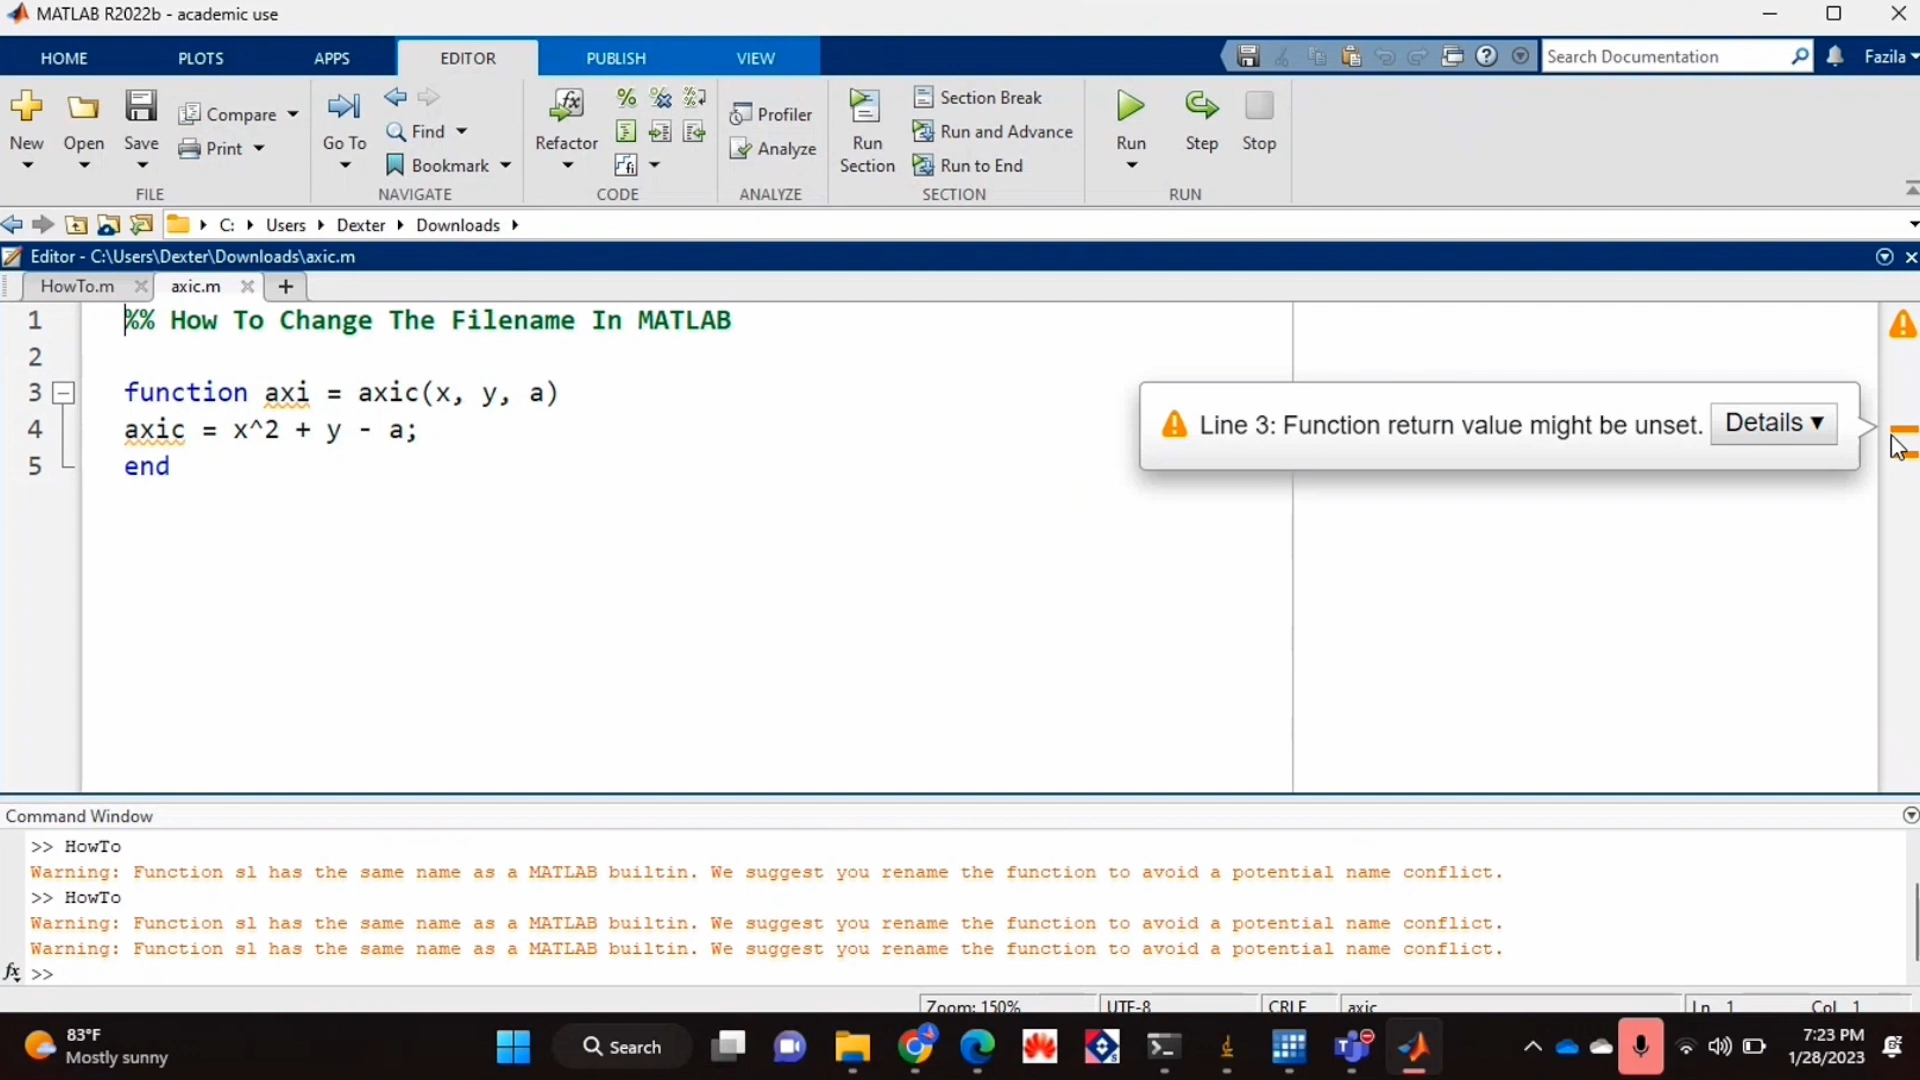 MATLAB R2022b - academic use
HOME PLOTS APPS EDITOR PUBLISH VIEW Search Documentation Fazila
New Open Save Compare Print
Go To Find Bookmark
Refactor
Profiler Analyze
Run Section
Section Break
Run and Advance
Run to End
Run Step Stop
FILE NAVIGATE CODE ANALYZE SECTION RUN
C: Users Dexter Downloads
Editor - C:\Users\Dexter\Downloads\axic.m
HowTo.m axic.m +
1 %% How To Change The Filename In MATLAB
2
3 function axi = axic(x, y, a)
4 axic = x^2 + y - a;
5 end
Line 3: Function return value might be unset. Details ▾
Command Window
>> HowTo
Warning: Function sl has the same name as a MATLAB builtin. We suggest you rename the function to avoid a potential name conflict.
>> HowTo
Warning: Function sl has the same name as a MATLAB builtin. We suggest you rename the function to avoid a potential name conflict.
Warning: Function sl has the same name as a MATLAB builtin. We suggest you rename the function to avoid a potential name conflict.
fx >>
Zoom: 150% UTF-8 CRLF axic Ln 1 Col 1
83°F
Mostly sunny
Search
7:23 PM
1/28/2023